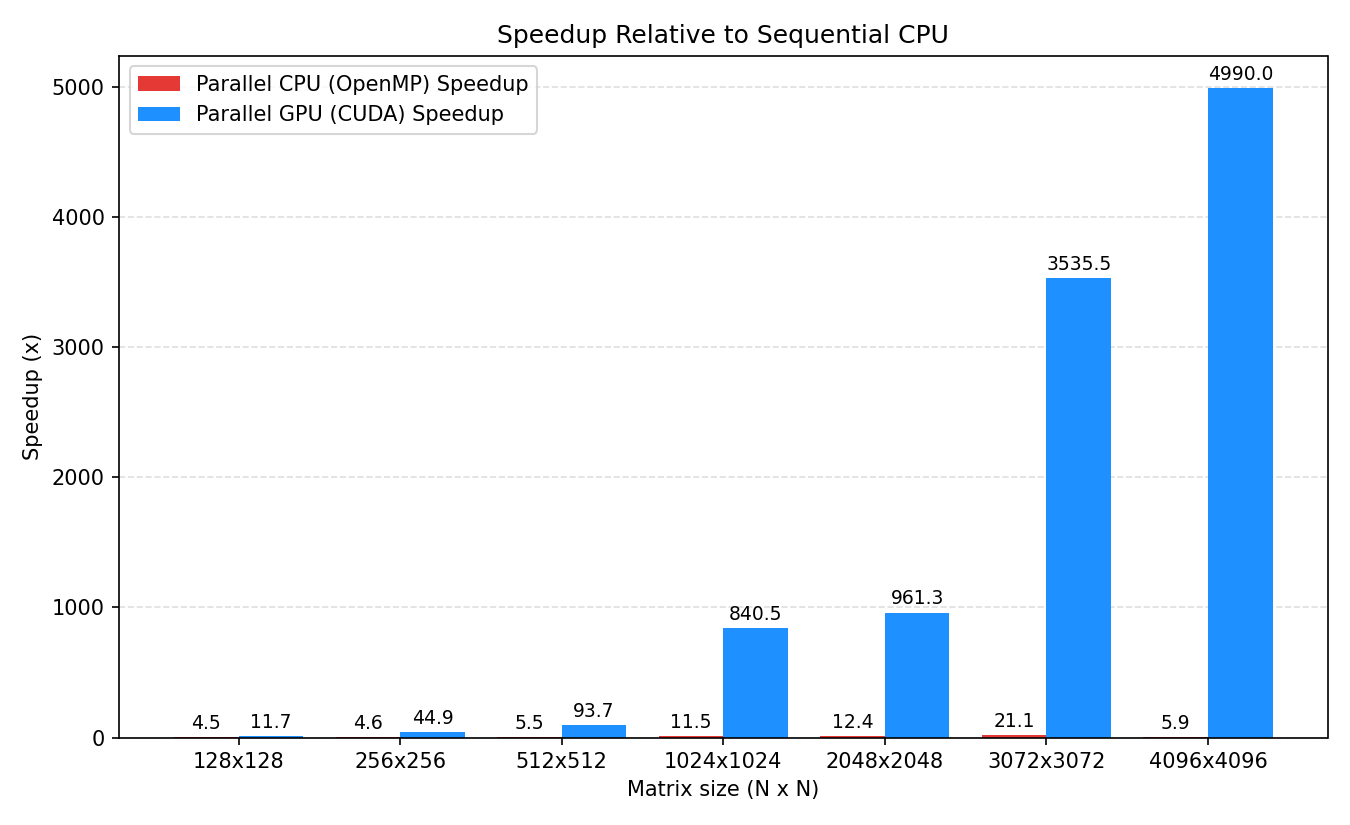 Speedup Relative to Sequential CPU
Parallel CPU (OpenMP) Speedup
Parallel GPU (CUDA) Speedup
Speedup (x)
5000
4000
3000
2000
1000
0
4.5 11.7 4.6 44.9 5.5 93.7 11.5 840.5 12.4 961.3 21.1 3535.5 5.9 4990.0
128x128 256x256 512x512 1024x1024 2048x2048 3072x3072 4096x4096
Matrix size (N x N)